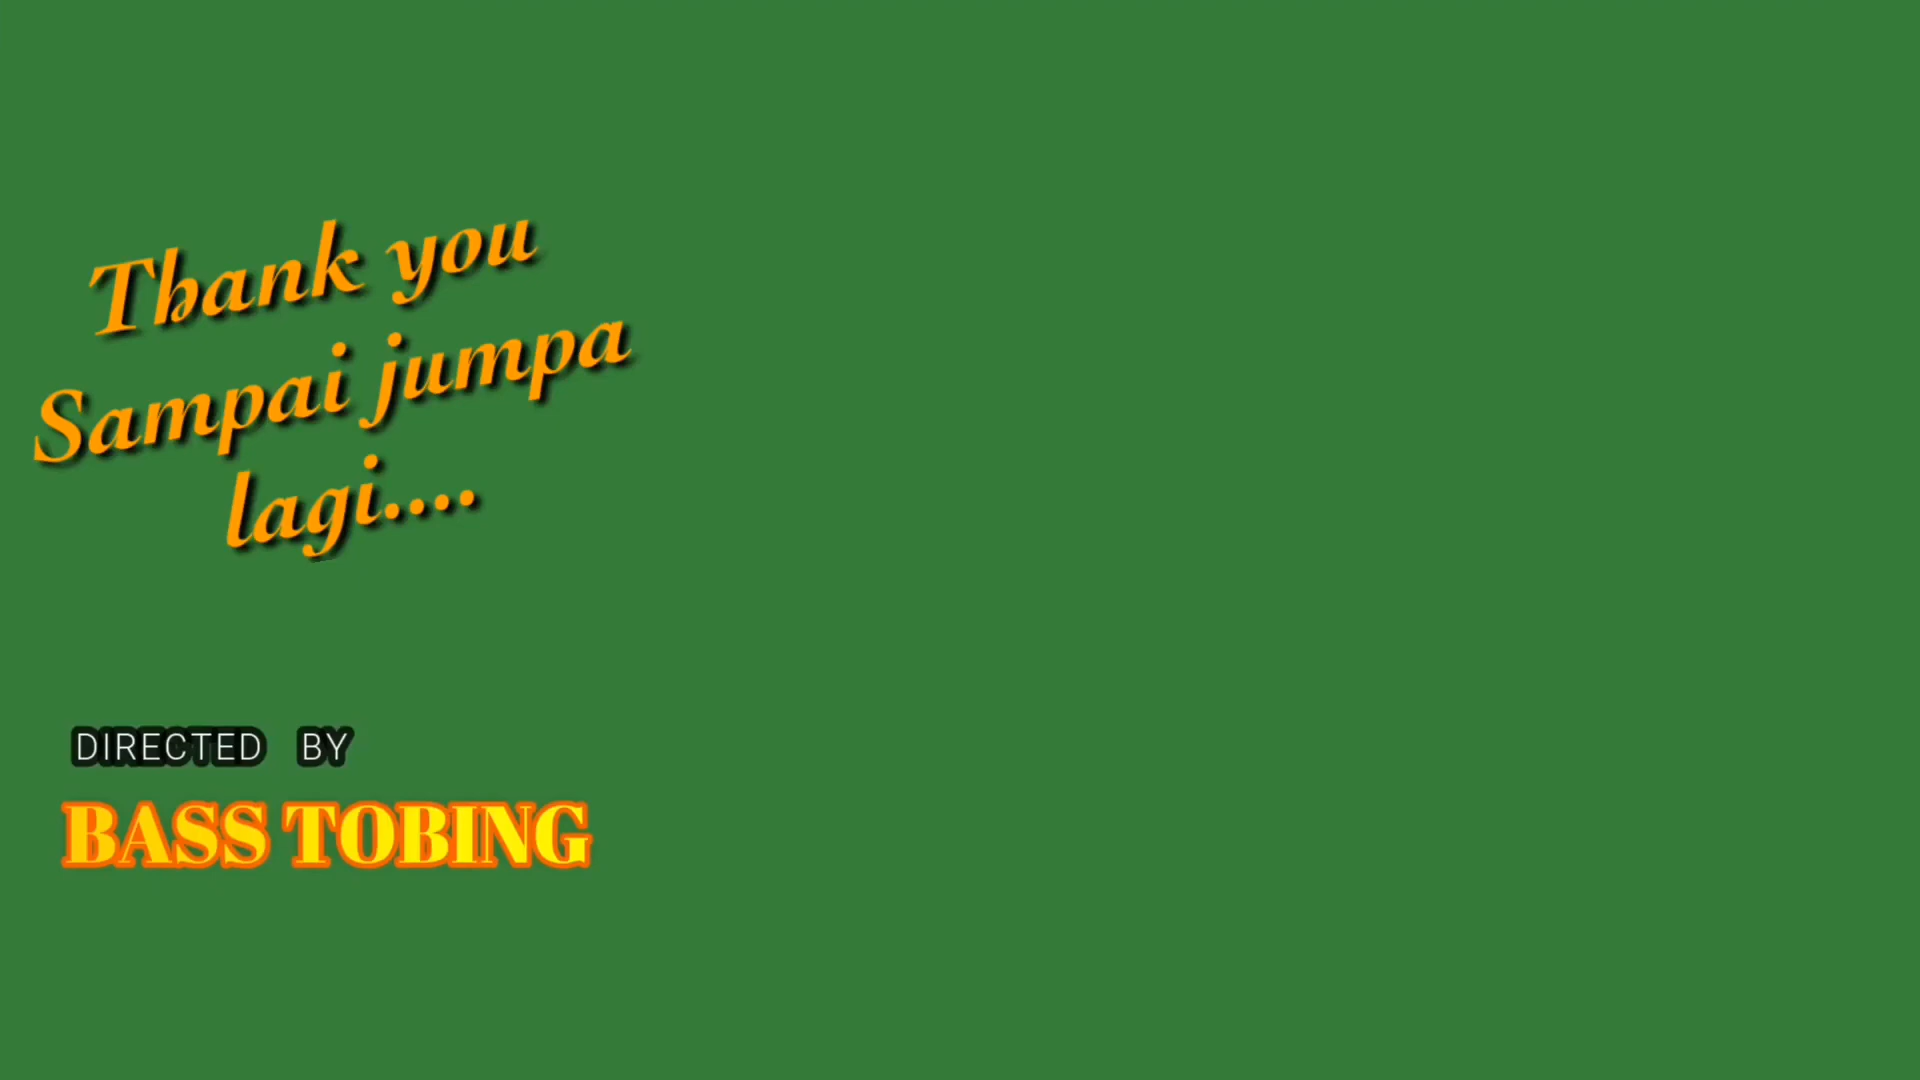 Thank you
Sampai jumpa
lagi....
DIRECTED BY
BASS TOBING